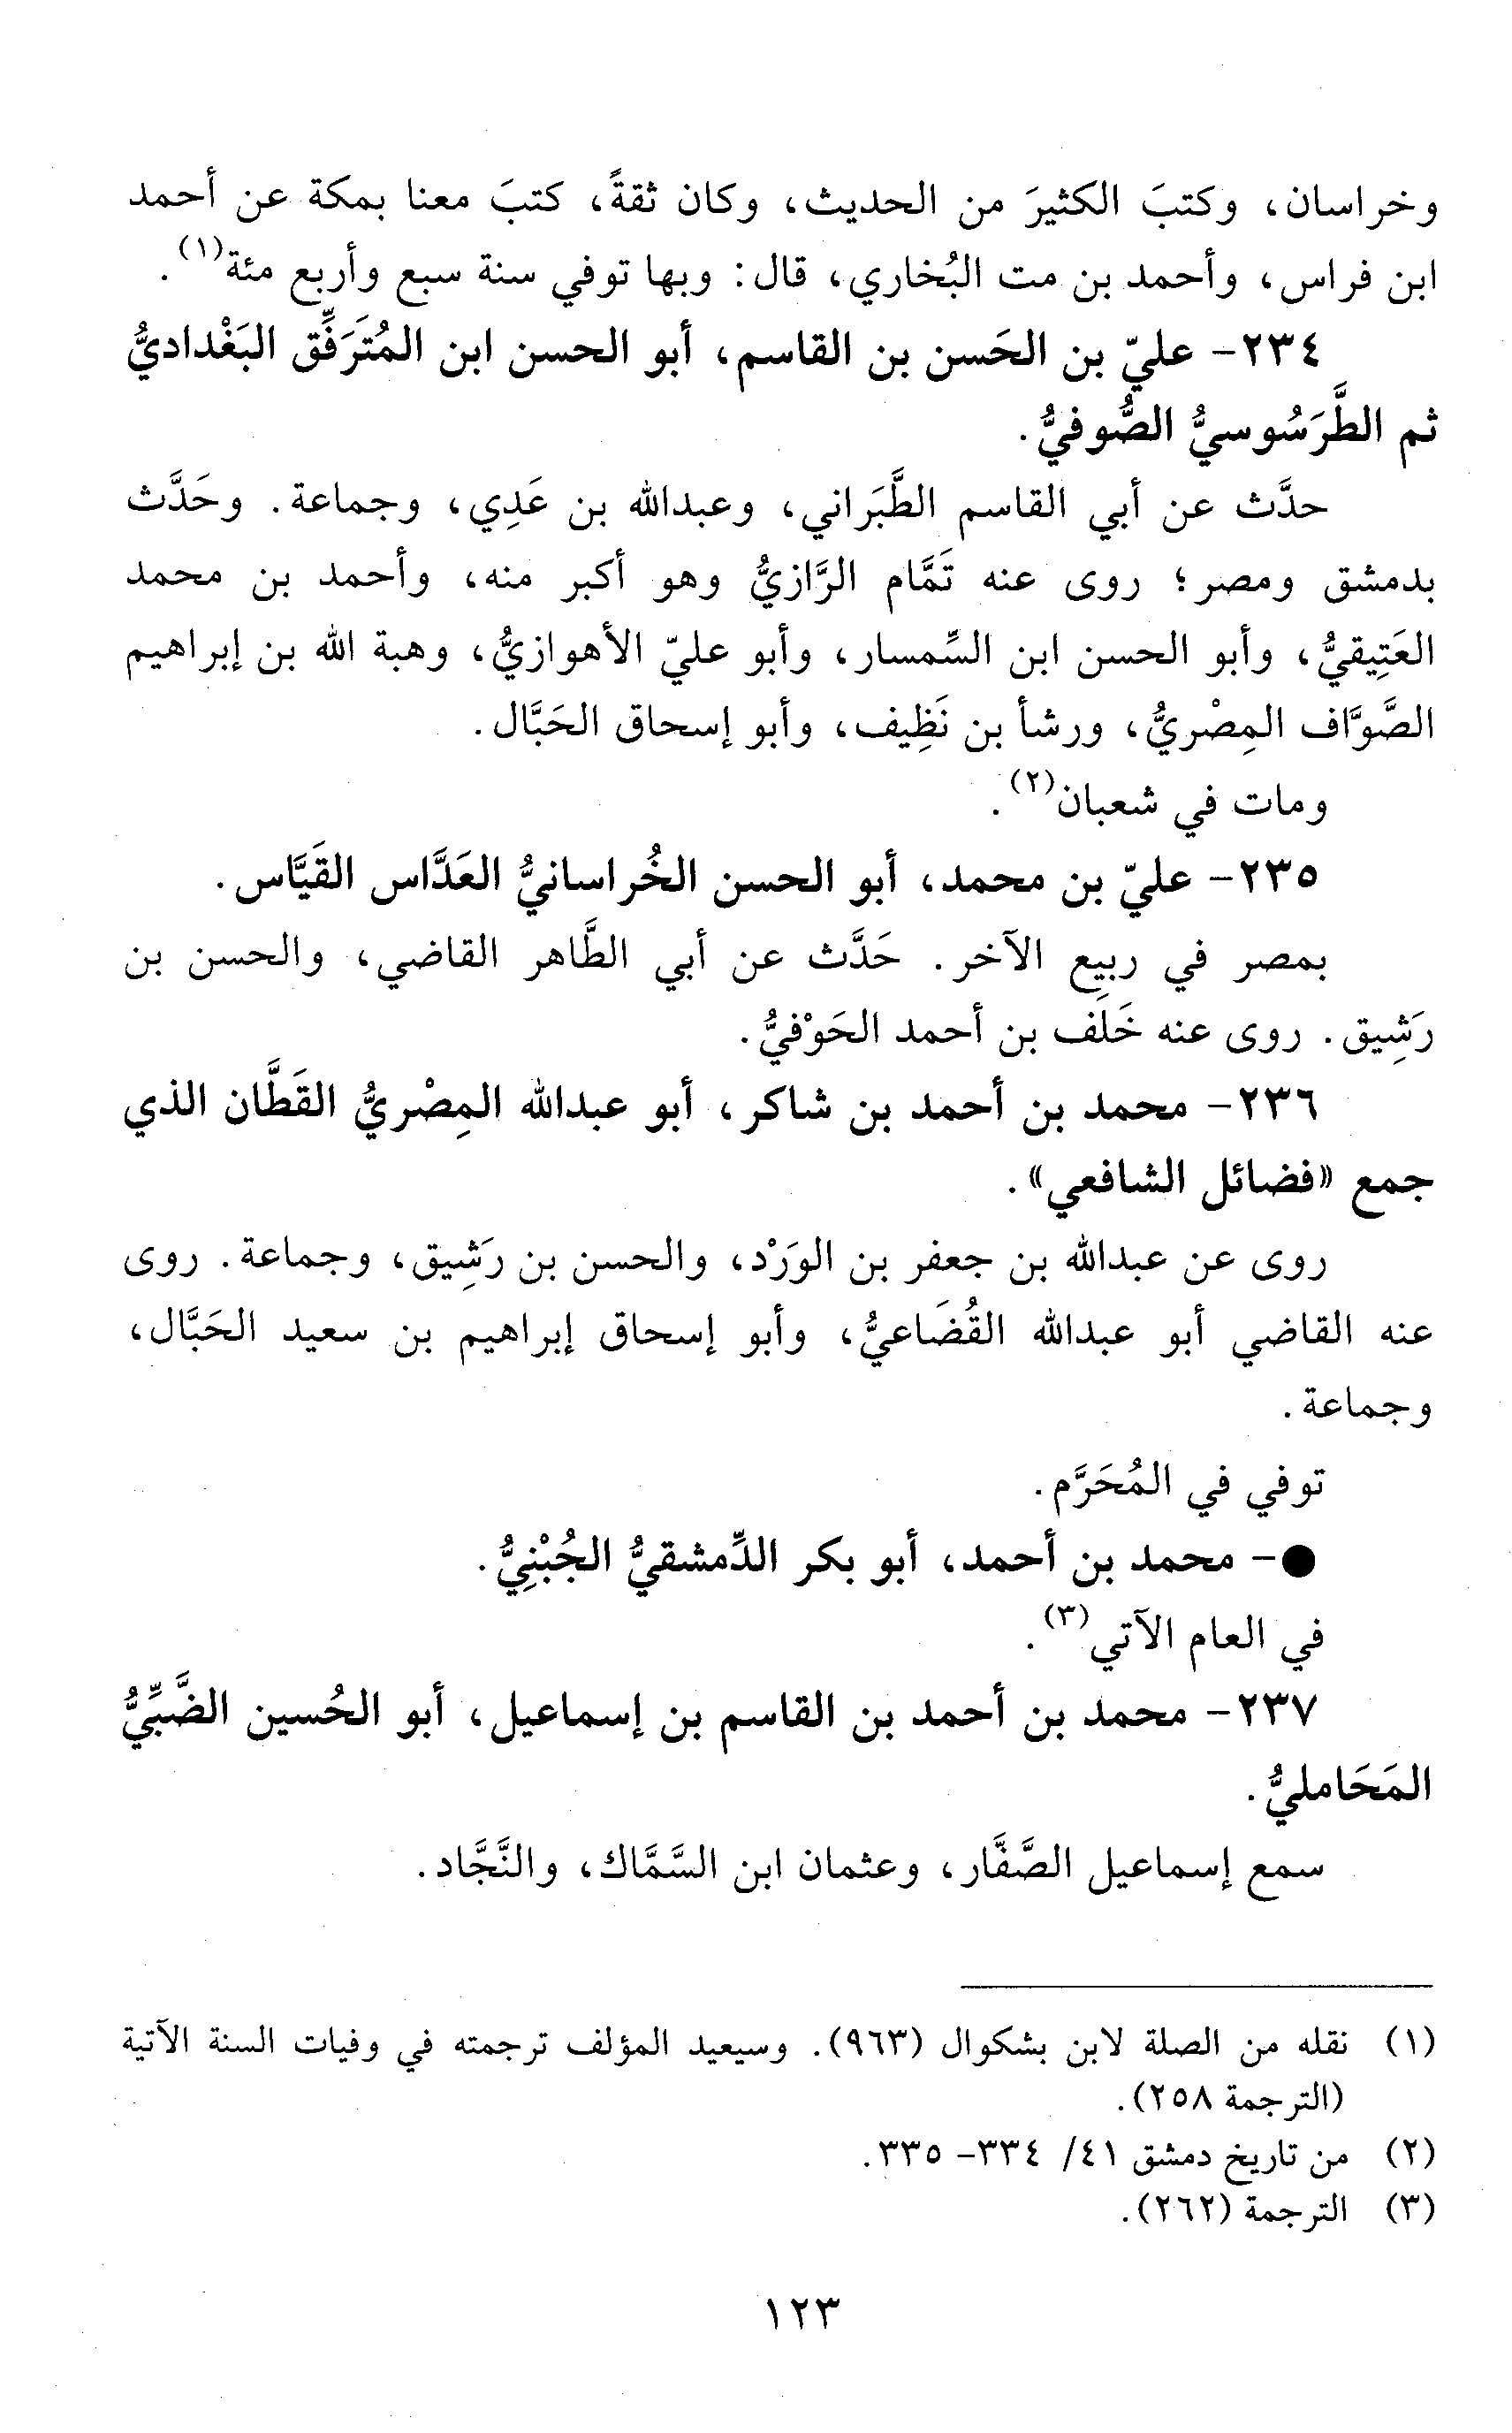 وخراسان، وكتبَ الكثيرَ من الحديث، وكان ثقةً، كتبَ معنا بمكة عن أحمد
ابن فراس، وأحمد بن مت البُخاري، قال: وبها توفي سنة سبع وأربع مئة(١).
٢٣٤- عليّ بن الحَسن بن القاسم، أبو الحسن ابن المُتَرَفِّق البَغْداديُّ
ثم الطَّرَسُوسيُّ الصُّوفيُّ.
حدَّث عن أبي القاسم الطَّبَراني، وعبدالله بن عَدِي، وجماعة. وحَدَّث
بدمشق ومصر؛ روى عنه تَمَّام الرَّازيُّ وهو أكبر منه، وأحمد بن محمد
العَتِيقيُّ، وأبو الحسن ابن السِّمسار، وأبو عليّ الأهوازيُّ، وهبة الله بن إبراهيم
الصَّوَّاف المِصْريُّ، ورشأ بن نَظِيف، وأبو إسحاق الحَبَّال.
ومات في شعبان(٢).
٢٣٥- عليّ بن محمد، أبو الحسن الخُراسانيُّ العَدَّاس القَيَّاس.
بمصر في ربيع الآخر. حَدَّث عن أبي الطَّاهر القاضي، والحسن بن
رَشِيق. روى عنه خَلَف بن أحمد الحَوْفيُّ.
٢٣٦- محمد بن أحمد بن شاكر، أبو عبدالله المِصْريُّ القَطَّان الذي
جمع «فضائل الشافعي».
روى عن عبدالله بن جعفر بن الوَرْد، والحسن بن رَشِيق، وجماعة. روى
عنه القاضي أبو عبدالله القُضَاعيُّ، وأبو إسحاق إبراهيم بن سعيد الحَبَّال،
وجماعة.
توفي في المُحَرَّم.
●- محمد بن أحمد، أبو بكر الدِّمشقيُّ الجُبْنِيُّ.
في العام الآتي(٣).
٢٣٧- محمد بن أحمد بن القاسم بن إسماعيل، أبو الحُسين الضَّبِّيُّ
المَحَامليُّ.
سمع إسماعيل الصَّفَّار، وعثمان ابن السَّمَّاك، والنَّجَّاد.
(١) نقله من الصلة لابن بشكوال (٩٦٣). وسيعيد المؤلف ترجمته في وفيات السنة الآتية
(الترجمة ٢٥٨).
(٢) من تاريخ دمشق ٤١/ ٣٣٤- ٣٣٥.
(٣) الترجمة (٢٦٢).
١٢٣